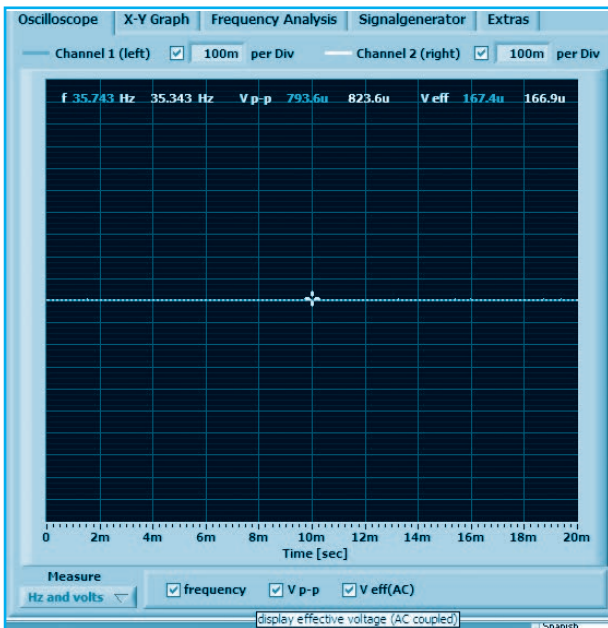 Oscilloscope X-Y Graph Frequency Analysis Signalgenerator Extras
Channel 1 (left) 100m per Div Channel 2 (right) 100m per Div
f 35.743 Hz 35.343 Hz V p-p 793.6u 823.6u V eff 167.4u 166.9u
0 2m 4m 6m 8m 10m 12m 14m 16m 18m 20m
Time [sec]
Measure
Hz and volts frequency V p-p V eff(AC)
display effective voltage (AC coupled)
Spanish